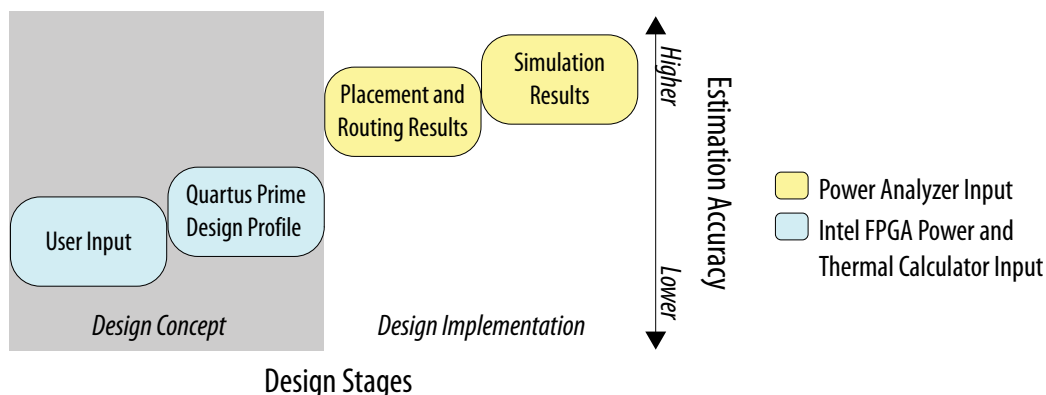 User Input
Quartus Prime
Design Profile
Placement and
Routing Results
Simulation
Results
Design Concept
Design Implementation
Design Stages
Higher
Lower
Estimation Accuracy
Power Analyzer Input
Intel FPGA Power and
Thermal Calculator Input